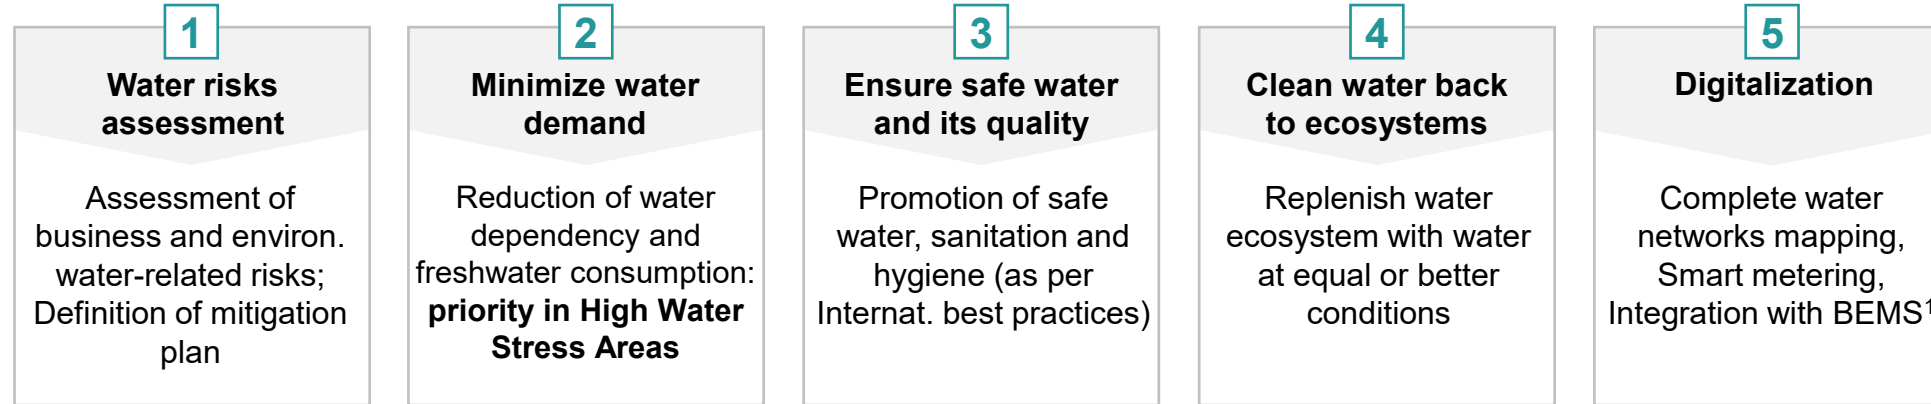 1
Water risks
assessment
Assessment of
business and environ.
water-related risks;
Definition of mitigation
plan
2
Minimize water
demand
Reduction of water
dependency and
freshwater consumption:
priority in High Water
Stress Areas
3
Ensure safe water
and its quality
Promotion of safe
water, sanitation and
hygiene (as per
Internat. best practices)
4
Clean water back
to ecosystems
Replenish water
ecosystem with water
at equal or better
conditions
5
Digitalization
Complete water
networks mapping,
Smart metering,
Integration with BEMS¹